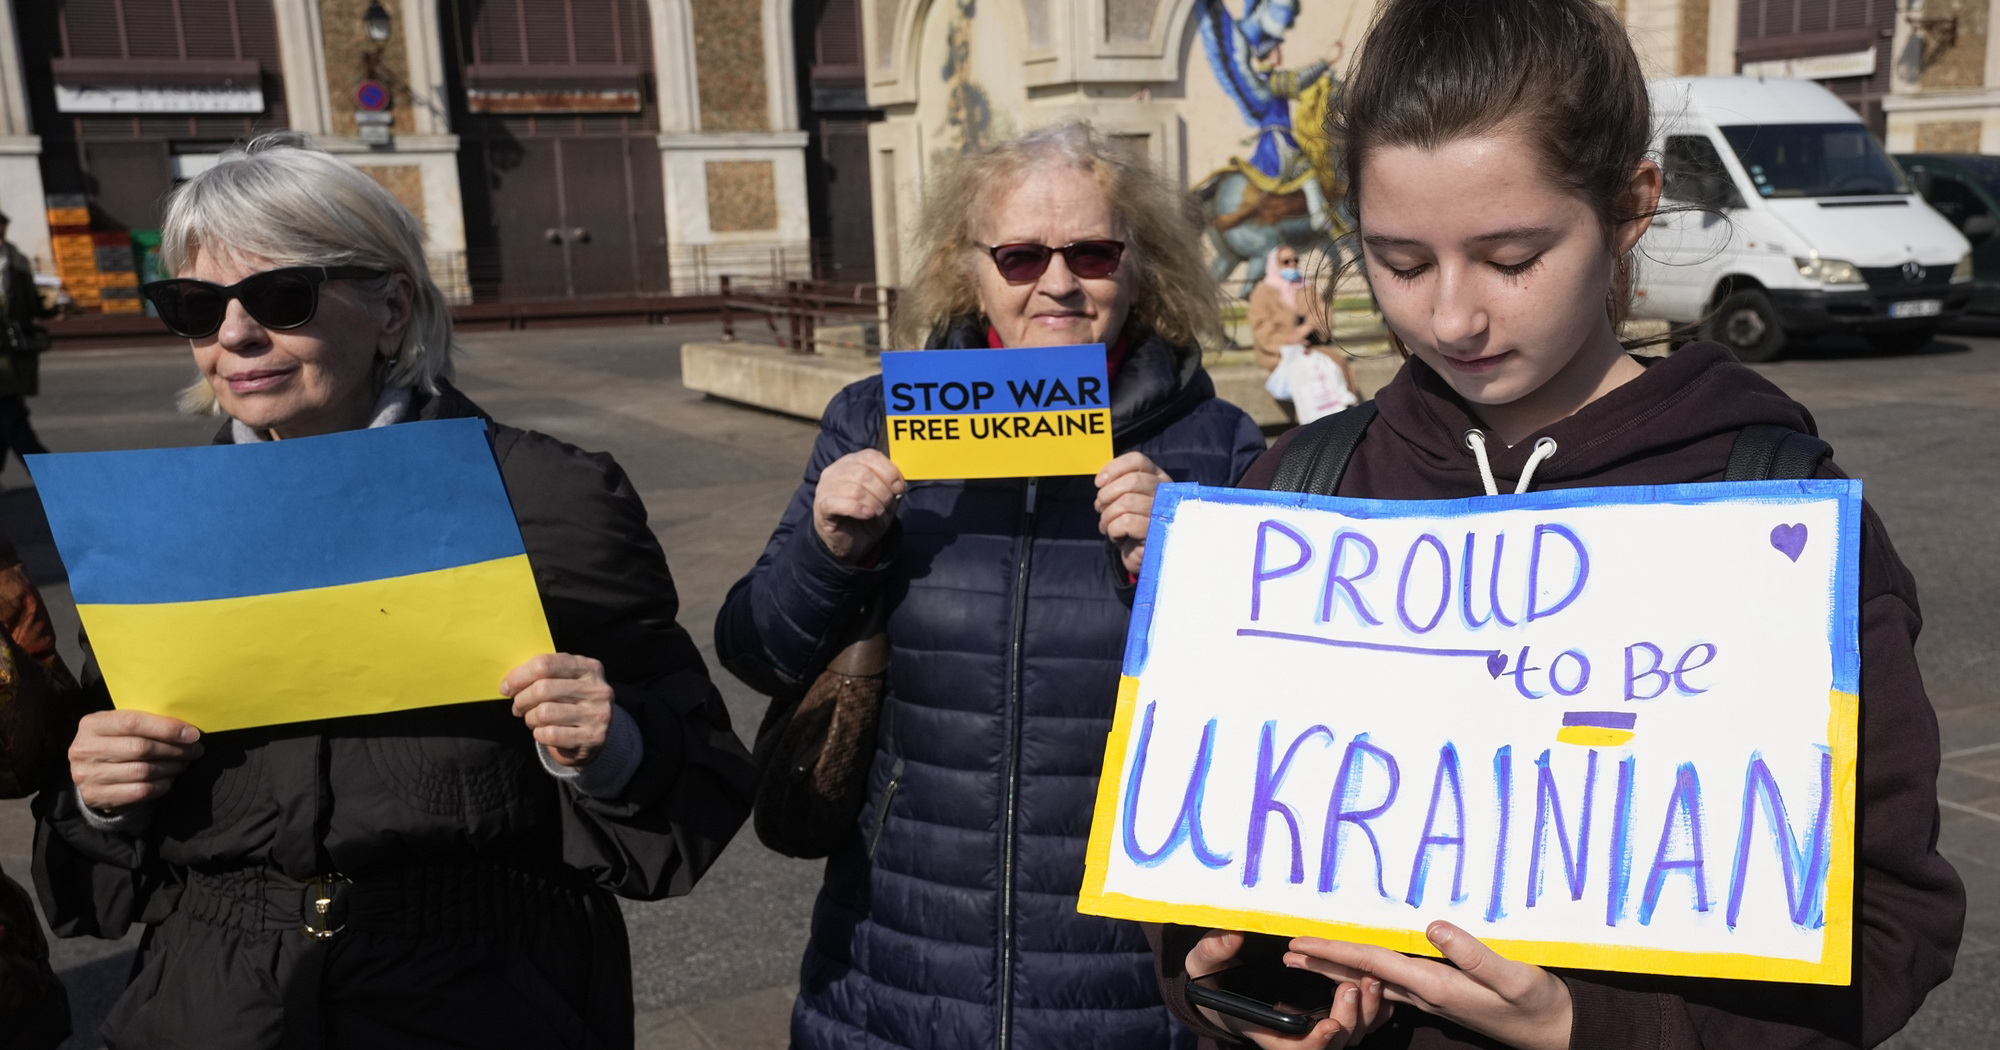 STOP WAR
FREE UKRAINE
PROUD
to Be
UKRAINIAN